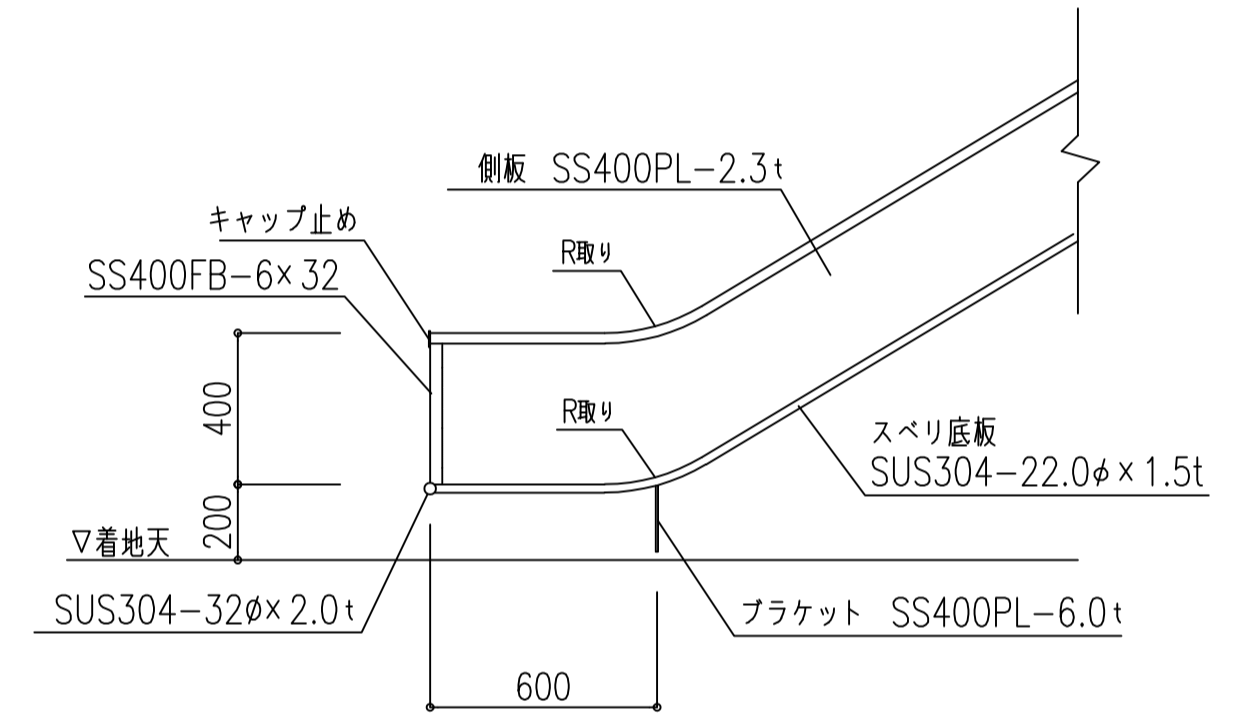 側板 SS400PL-2.3t
キャップ止め
R取り
SS400FB-6×32
400
R取り
スベリ底板
SUS304-22.0φ×1.5t
200
▽着地天
SUS304-32φ×2.0t
ブラケット SS400PL-6.0t
600